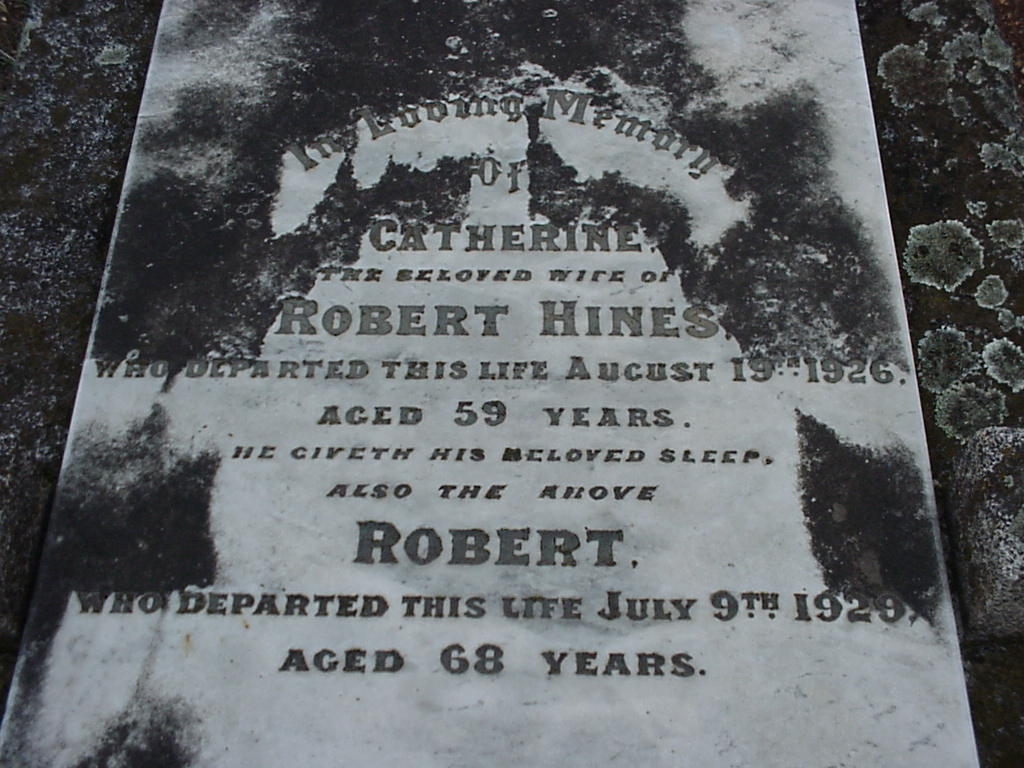 In Loving Memory
Of
CATHERINE
THE BELOVED WIFE OF
ROBERT HINES.
WHO DEPARTED THIS LIFE AUGUST 19TH 1926.
AGED 59 YEARS.
HE GIVETH HIS BELOVED SLEEP.
ALSO THE ABOVE
ROBERT.
WHO DEPARTED THIS LIFE JULY 9TH 1929.
AGED 68 YEARS.